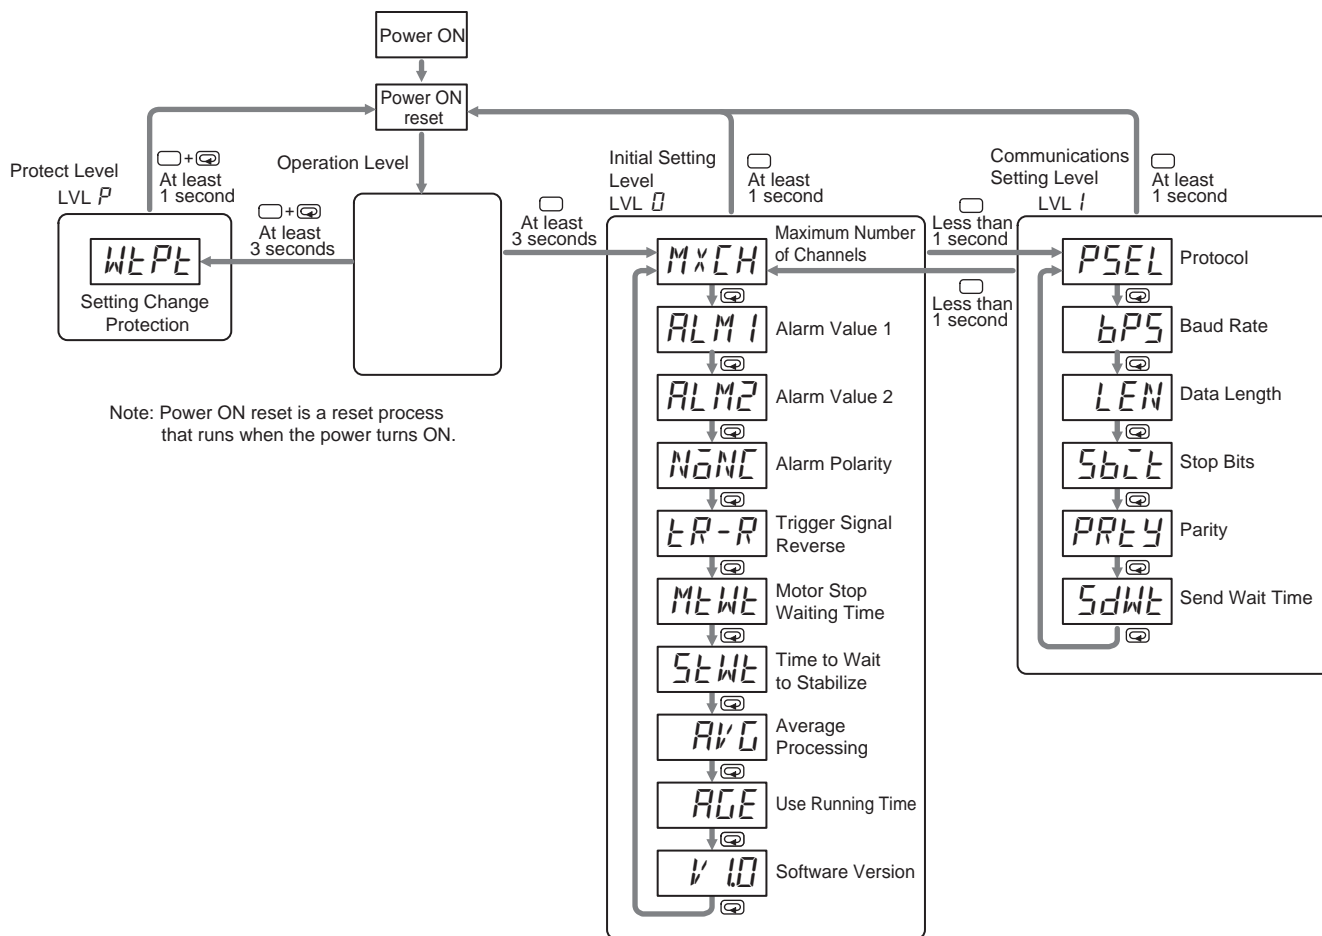 Power ON
Power ON
reset
Protect Level
LVL P
+
At least
1 second
Operation Level
+
At least
3 seconds
WtPt
Setting Change
Protection
Note: Power ON reset is a reset process
that runs when the power turns ON.
At least
3 seconds
Initial Setting
Level
LVL 0
At least
1 second
MXCH
Maximum Number
of Channels
ALM1
Alarm Value 1
ALM2
Alarm Value 2
NoNC
Alarm Polarity
tR-R
Trigger Signal
Reverse
MtWt
Motor Stop
Waiting Time
StWt
Time to Wait
to Stabilize
AVG
Average
Processing
AGE
Use Running Time
V 1.0
Software Version
Less than
1 second
Less than
1 second
Communications
Setting Level
LVL 1
At least
1 second
PSEL
Protocol
bPS
Baud Rate
LEN
Data Length
Sbit
Stop Bits
PRtY
Parity
SdWt
Send Wait Time